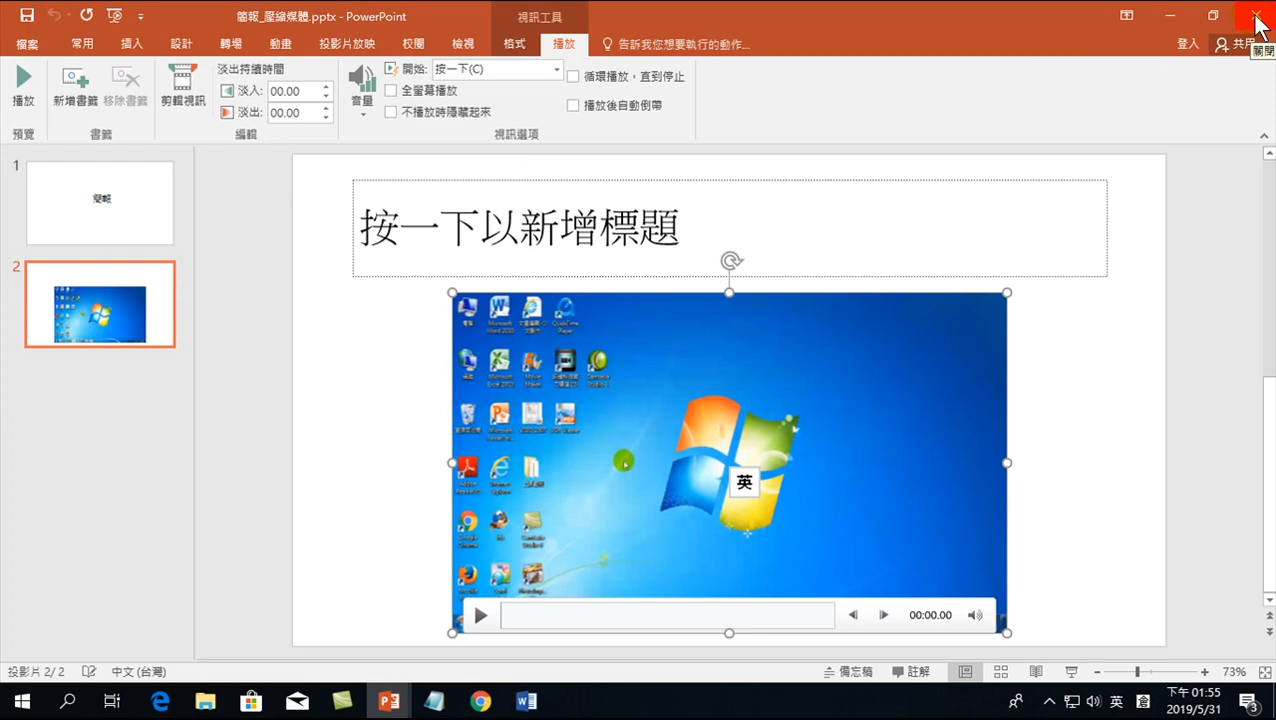 簡報_壓縮媒體.pptx - PowerPoint
視訊工具
檔案 常用 插入 設計 轉場 動畫 投影片放映 校閱 檢視 格式 播放 告訴我您想要執行的動作... 登入 共用
關閉
播放
預覽
新增書籤 移除書籤
書籤
剪輯視訊
淡出持續時間
淡入: 00.00
淡出: 00.00
編輯
音量
開始: 按一下(C)
全螢幕播放
不播放時隱藏起來
循環播放，直到停止
播放後自動倒帶
視訊選項
1
簡報
2
按一下以新增標題
英
00:00.00
投影片 2/2 中文 (台灣) 備忘稿 註解 73%
英
倉
下午 01:55
2019/5/31
3